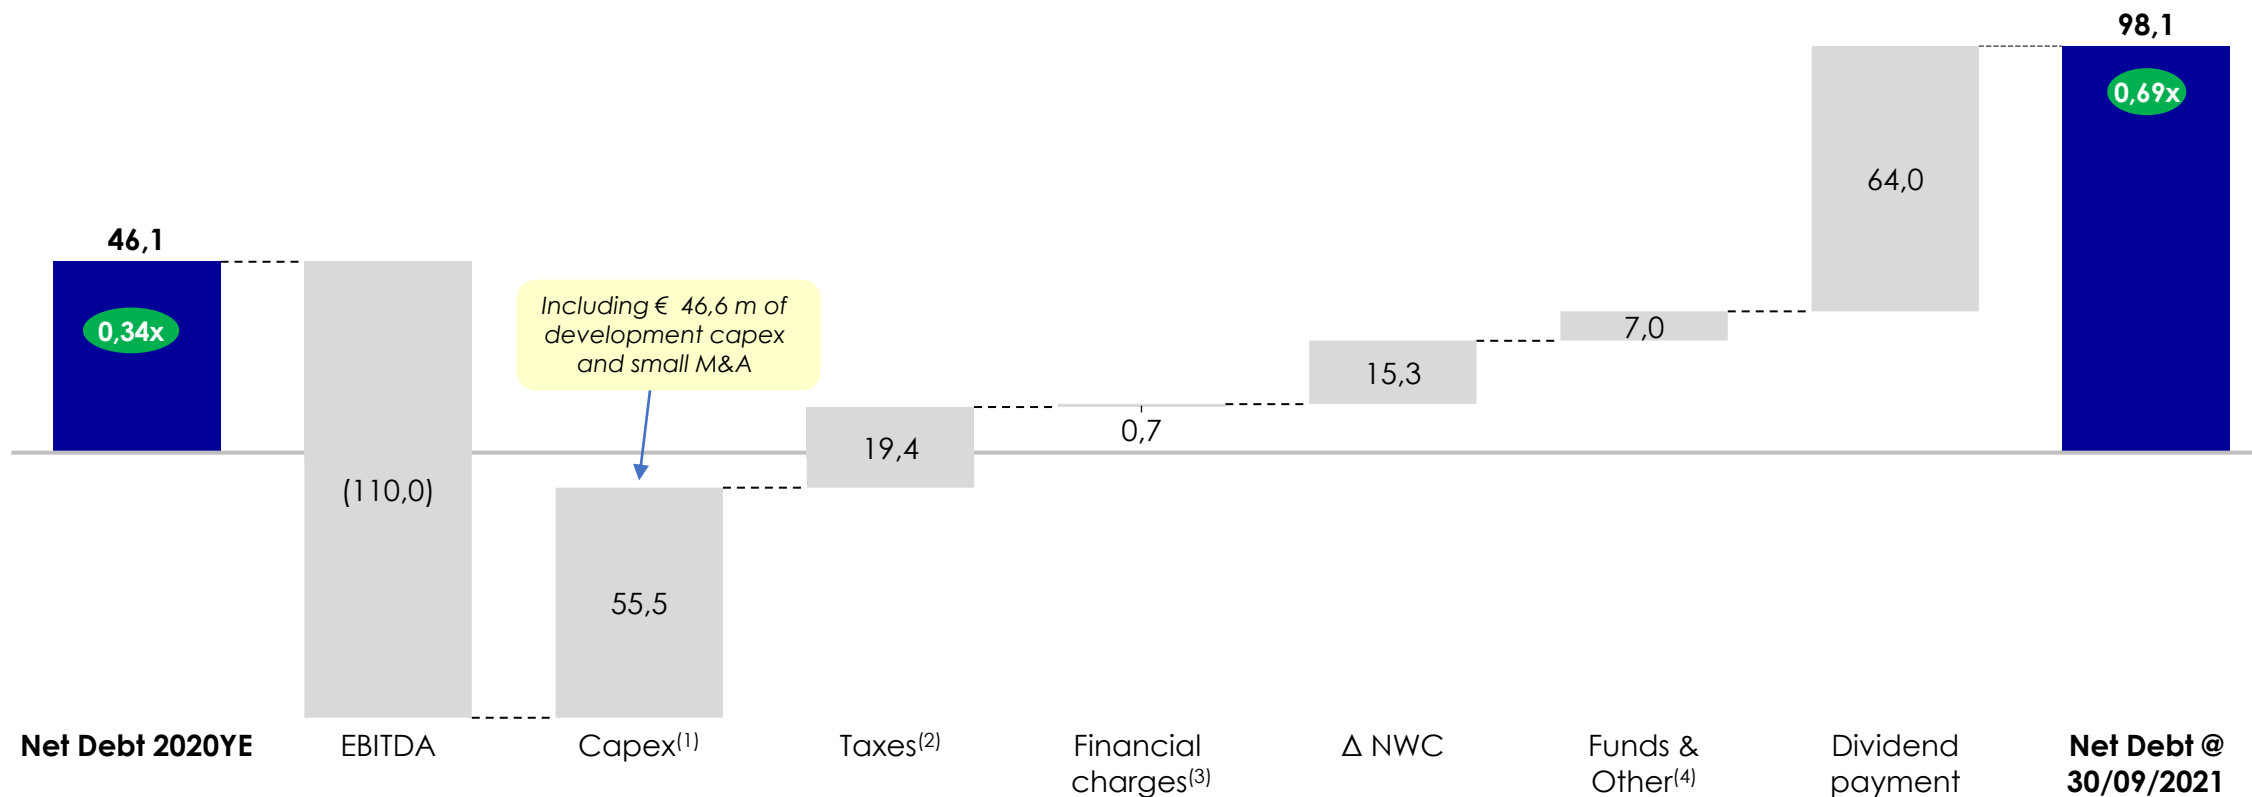 98,1
0,69x
64,0
46,1
0,34x
Including € 46,6 m of
development capex
and small M&A
7,0
15,3
0,7
19,4
(110,0)
55,5
Net Debt 2020YE
EBITDA
Capex(1)
Taxes(2)
Financial
charges(3)
Δ NWC
Funds &
Other(4)
Dividend
payment
Net Debt @
30/09/2021